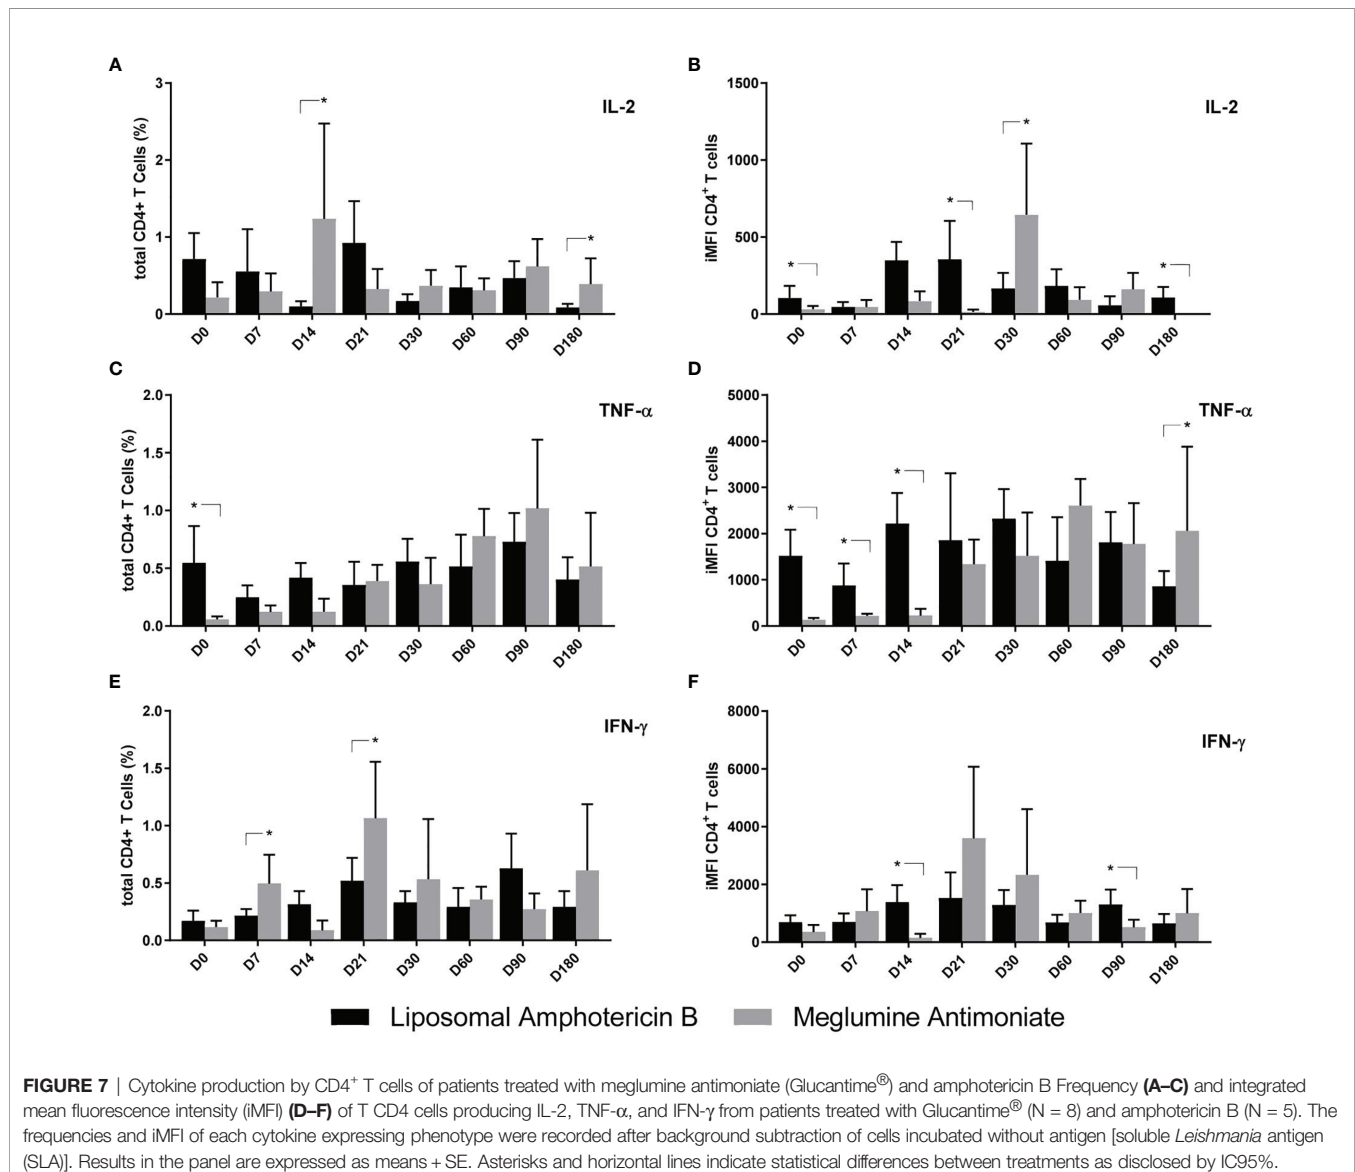 A
B
3
2
1
0
total CD4+ T Cells (%)
*
*
IL-2
D0 D7 D14 D21 D30 D60 D90 D180
1500
1000
500
0
iMFI CD4+ T cells
*
*
*
*
IL-2
D0 D7 D14 D21 D30 D60 D90 D180
C
D
2.0
1.5
1.0
0.5
0.0
total CD4+ T Cells (%)
*
TNF-α
D0 D7 D14 D21 D30 D60 D90 D180
5000
4000
3000
2000
1000
0
iMFI CD4+ T cells
*
*
*
*
TNF-α
D0 D7 D14 D21 D30 D60 D90 D180
E
F
2.0
1.5
1.0
0.5
0.0
total CD4+ T Cells (%)
*
*
IFN-γ
D0 D7 D14 D21 D30 D60 D90 D180
8000
6000
4000
2000
0
iMFI CD4+ T cells
*
*
IFN-γ
D0 D7 D14 D21 D30 D60 D90 D180
Liposomal Amphotericin B Meglumine Antimoniate
FIGURE 7 | Cytokine production by CD4+ T cells of patients treated with meglumine antimoniate (Glucantime®) and amphotericin B Frequency (A–C) and integrated
mean fluorescence intensity (iMFI) (D–F) of T CD4 cells producing IL-2, TNF-α, and IFN-γ from patients treated with Glucantime® (N = 8) and amphotericin B (N = 5). The
frequencies and iMFI of each cytokine expressing phenotype were recorded after background subtraction of cells incubated without antigen [soluble Leishmania antigen
(SLA)]. Results in the panel are expressed as means + SE. Asterisks and horizontal lines indicate statistical differences between treatments as disclosed by IC95%.